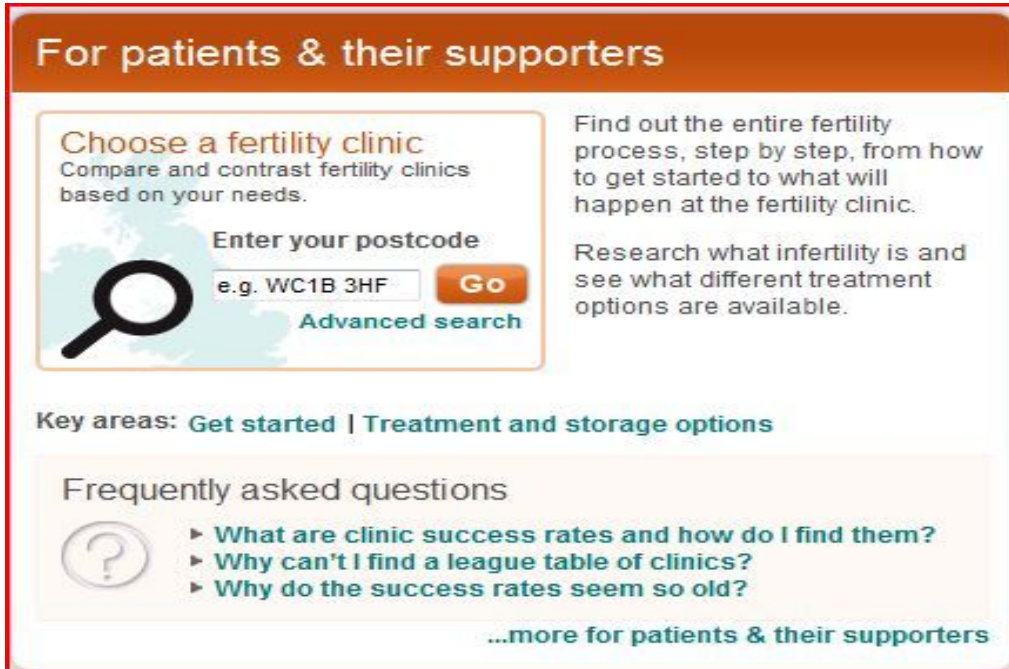 For patients & their supporters
Choose a fertility clinic
Compare and contrast fertility clinics
based on your needs.
Enter your postcode
e.g. WC1B 3HF Go
Advanced search
Find out the entire fertility
process, step by step, from how
to get started to what will
happen at the fertility clinic.
Research what infertility is and
see what different treatment
options are available.
Key areas: Get started | Treatment and storage options
Frequently asked questions
What are clinic success rates and how do I find them?
Why can't I find a league table of clinics?
Why do the success rates seem so old?
...more for patients & their supporters